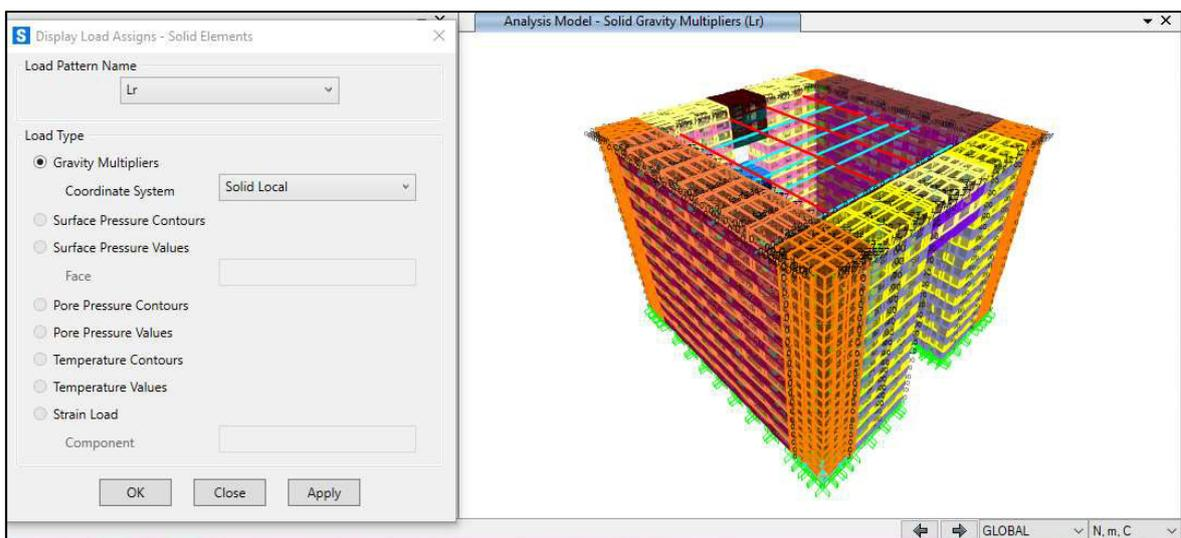 S Display Load Assigns - Solid Elements
Load Pattern Name
Lr
Load Type
Gravity Multipliers
Coordinate System
Solid Local
Surface Pressure Contours
Surface Pressure Values
Face
Pore Pressure Contours
Pore Pressure Values
Temperature Contours
Temperature Values
Strain Load
Component
OK Close Apply
Analysis Model - Solid Gravity Multipliers (Lr)
GLOBAL
N, m, C